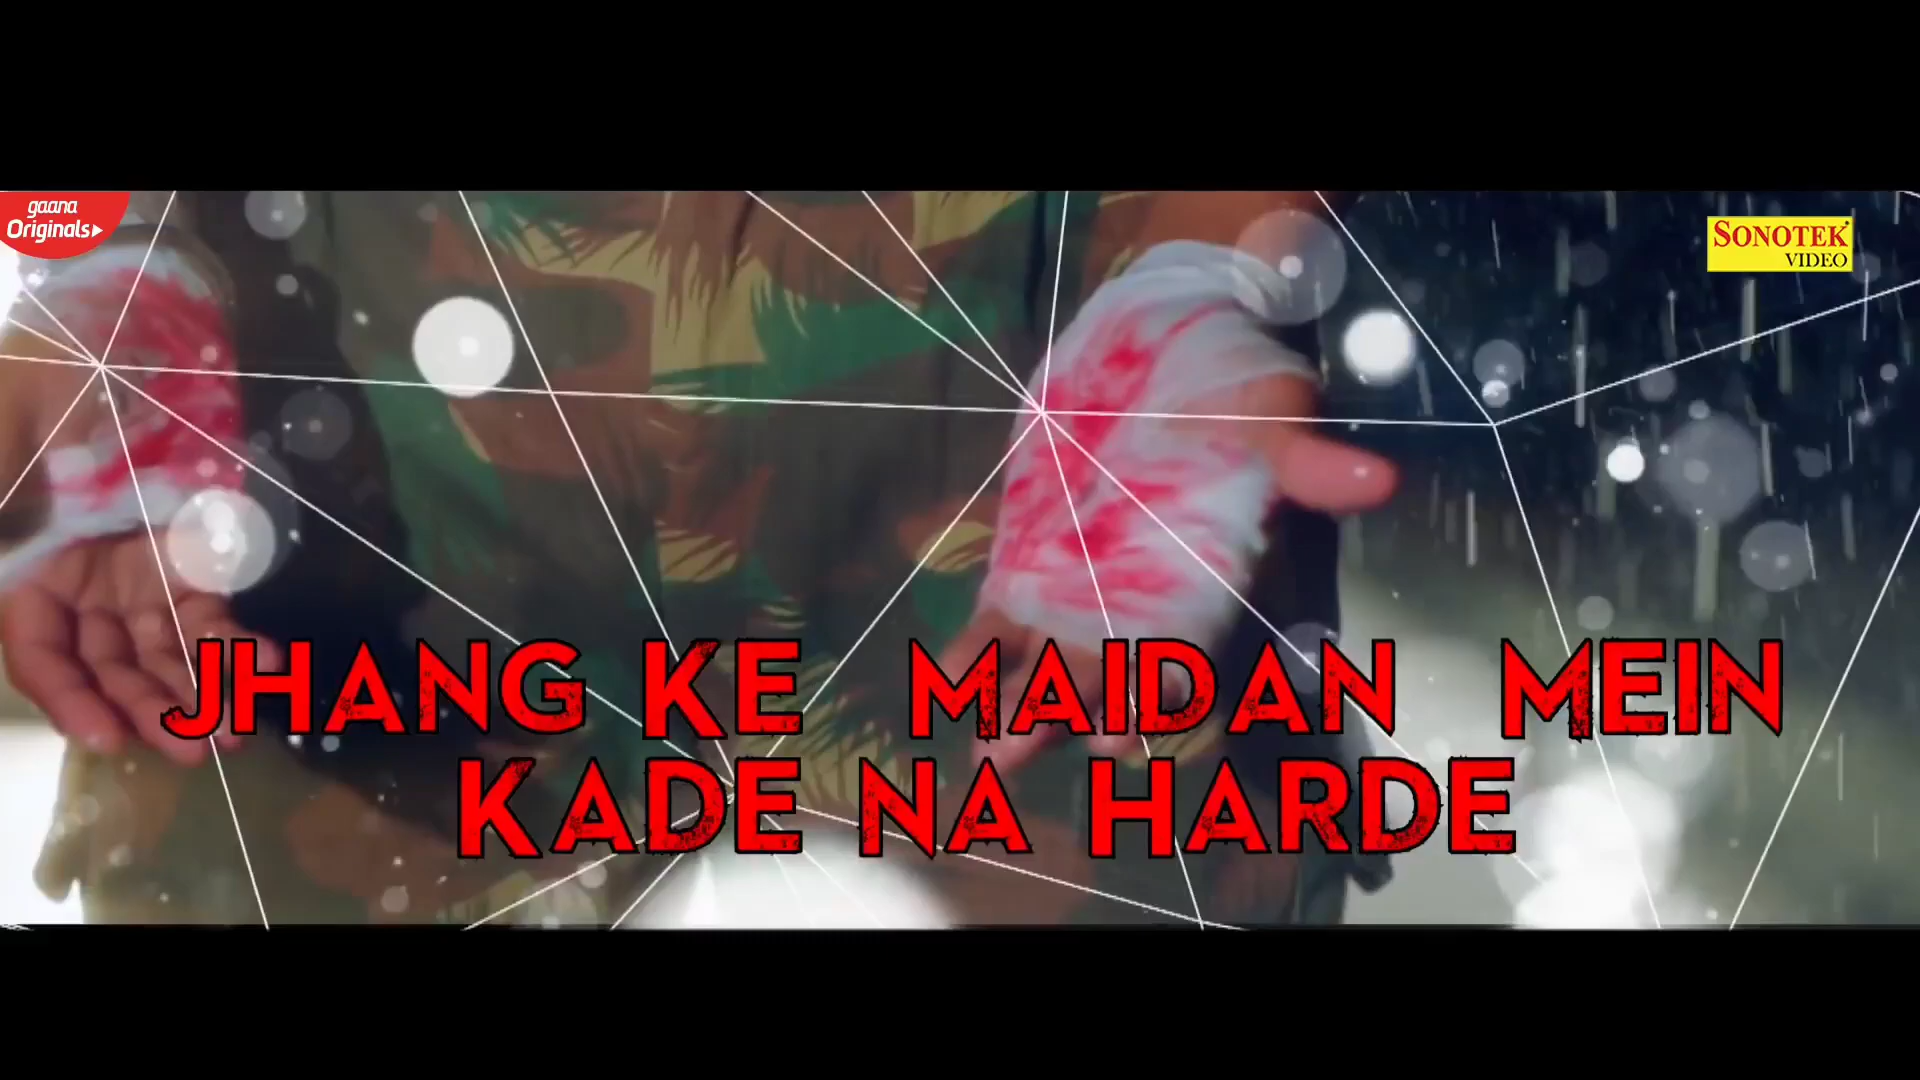 gaana
Originals
SONOTEK
VIDEO
JHANG KE MAIDAN MEIN
KADE NA HARDE